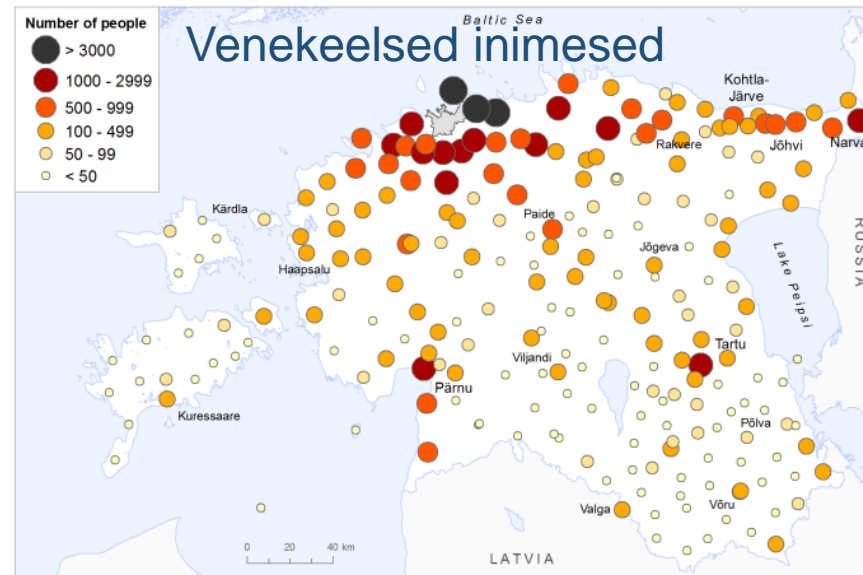 Baltic Sea
Venekeelsed inimesed
Number of people
> 3000
1000 - 2999
500 - 999
100 - 499
50 - 99
< 50
Kohtla-
Järve
Rakvere
Jõhvi
Narva
Kärdla
Paide
Haapsalu
Jõgeva
RUSSIA
Lake Peipsi
Tartu
Viljandi
Pärnu
Kuressaare
Põlva
Valga
Võru
0 20 40 km
LATVIA